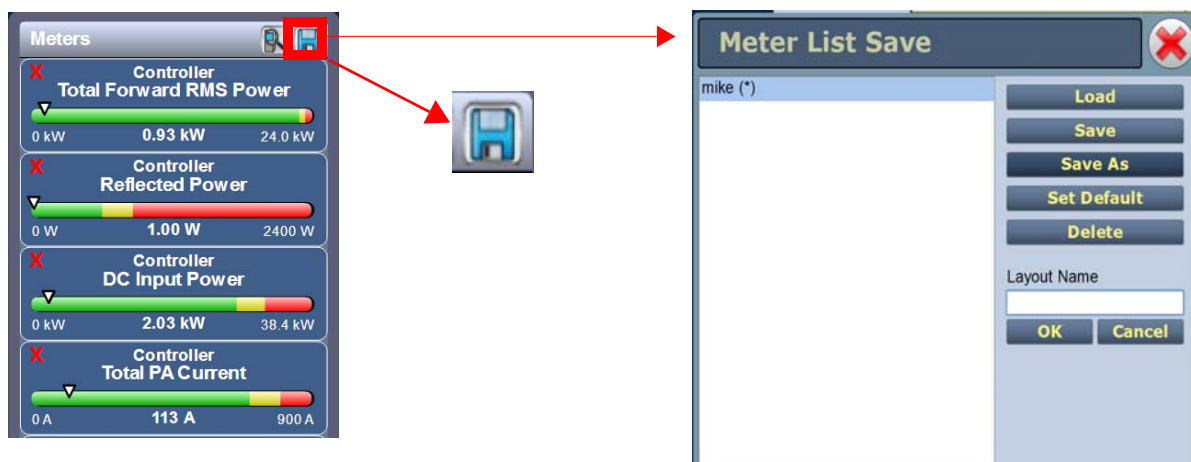 Meters
X Controller
Total Forward RMS Power
0 kW 0.93 kW 24.0 kW
X Controller
Reflected Power
0 W 1.00 W 2400 W
X Controller
DC Input Power
0 kW 2.03 kW 38.4 kW
X Controller
Total PA Current
0 A 113 A 900 A
Meter List Save
mike (*)
Load
Save
Save As
Set Default
Delete
Layout Name
OK Cancel